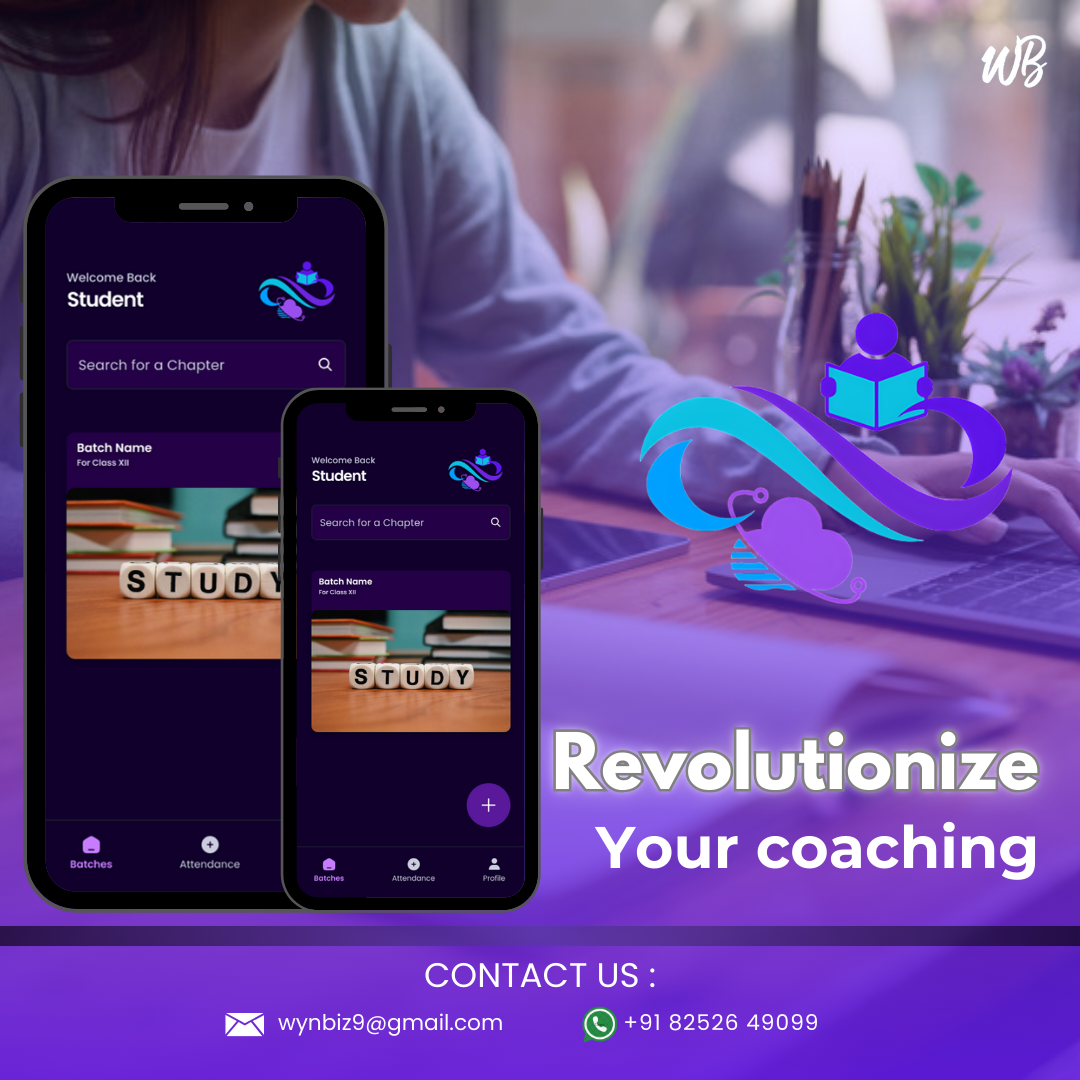 WB
Welcome Back
Student
Search for a Chapter
Batch Name
For Class XII
STUDY
Batches
Attendance
Welcome Back
Student
Search for a Chapter
Batch Name
For Class XII
STUDY
Batches
Attendance
Profile
Revolutionize
Your coaching
CONTACT US :
wynbiz9@gmail.com
+91 82526 49099